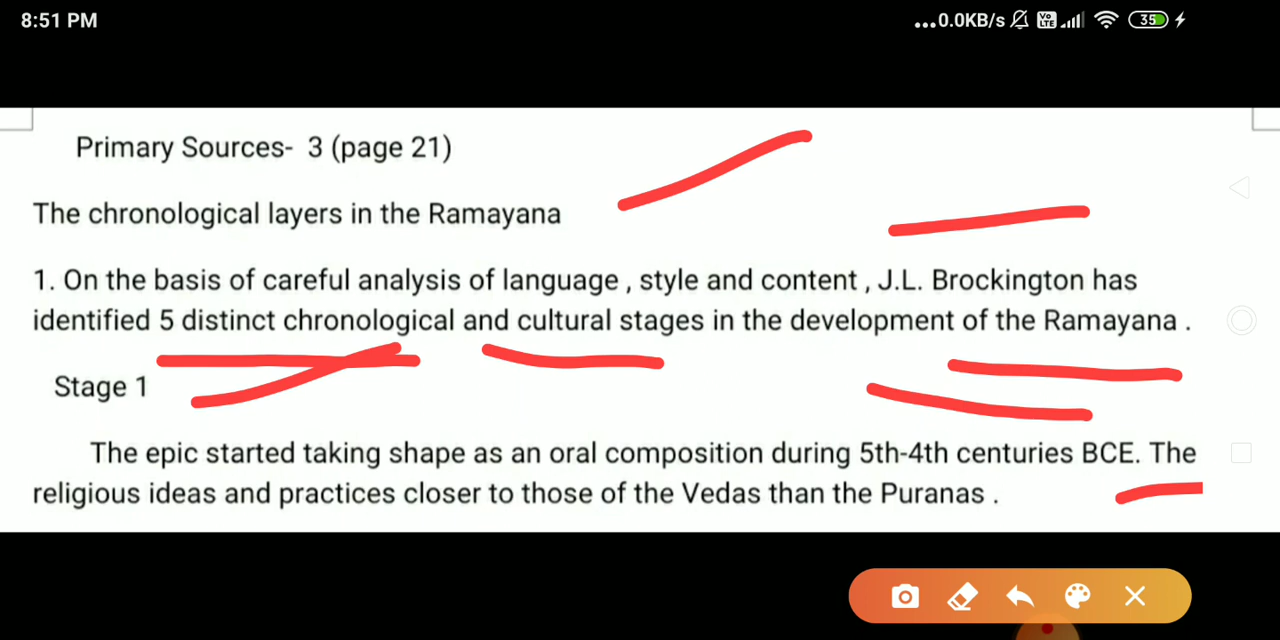 8:51 PM
...0.0KB/s Vo LTE 35
Primary Sources- 3 (page 21)
The chronological layers in the Ramayana
1. On the basis of careful analysis of language , style and content , J.L. Brockington has
identified 5 distinct chronological and cultural stages in the development of the Ramayana .
Stage 1
The epic started taking shape as an oral composition during 5th-4th centuries BCE. The
religious ideas and practices closer to those of the Vedas than the Puranas .